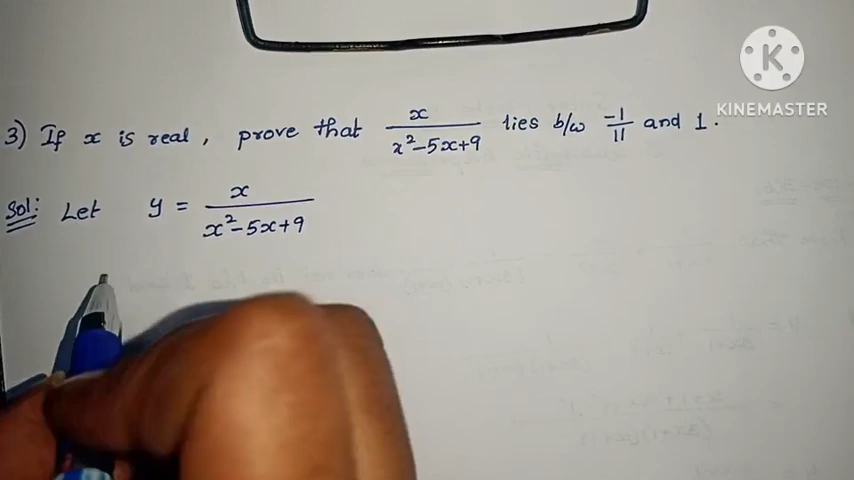 K
KINEMASTER
3) If x is real, prove that x/(x²-5x+9) lies b/w -1/11 and 1.
Sol: Let y = x/(x²-5x+9)